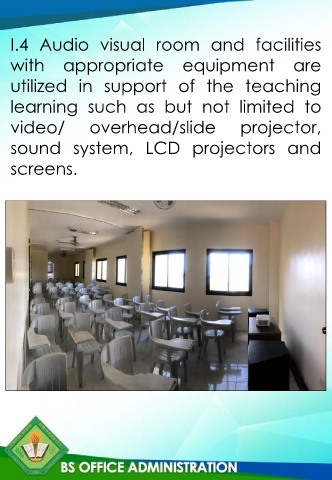 I.4 Audio visual room and facilities
with appropriate equipment are
utilized in support of the teaching
learning such as but not limited to
video/ overhead/slide projector,
sound system, LCD projectors and
screens.
BS OFFICE ADMINISTRATION